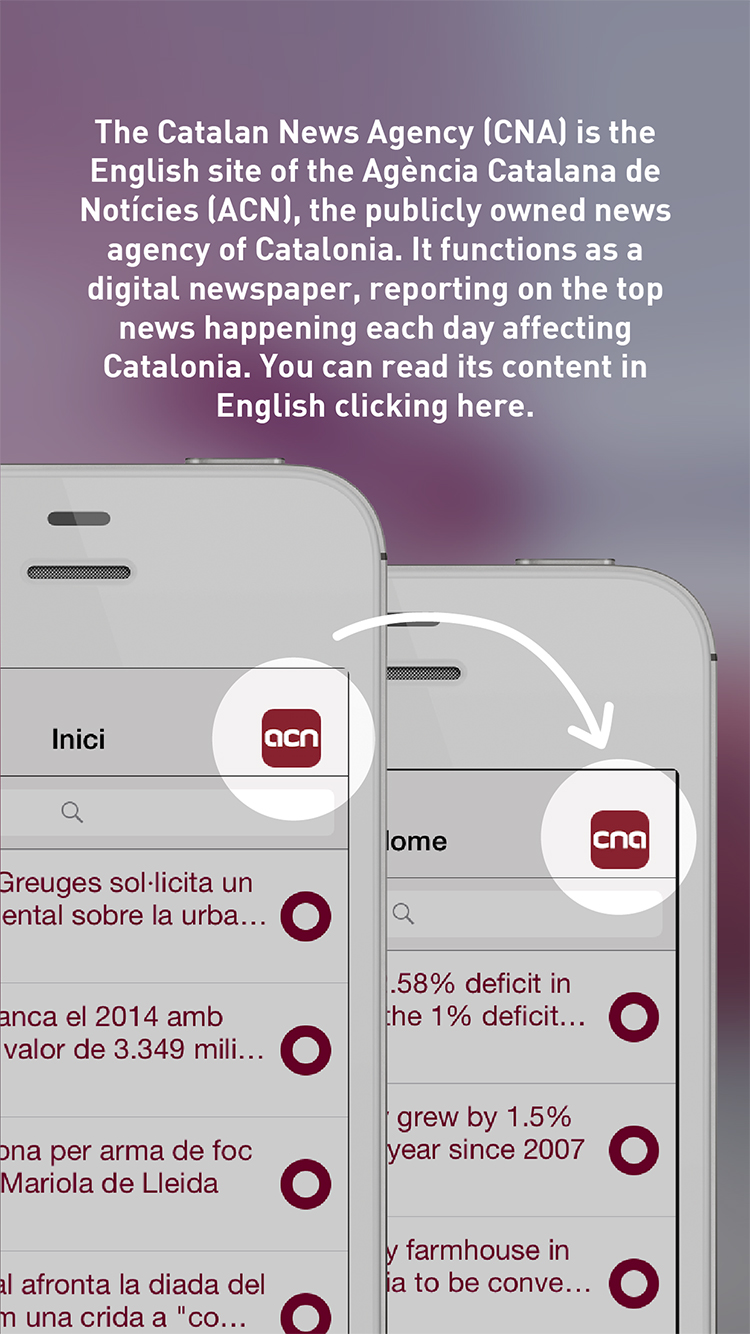 The Catalan News Agency (CNA) is the
English site of the Agència Catalana de
Notícies (ACN), the publicly owned news
agency of Catalonia. It functions as a
digital newspaper, reporting on the top
news happening each day affecting
Catalonia. You can read its content in
English clicking here.
Inici
acn
Greuges sol·licita un
ental sobre la urba...
anca el 2014 amb
valor de 3.349 mili...
ona per arma de foc
Mariola de Lleida
al afronta la diada del
m una crida a "co...
ome
cna
.58% deficit in
the 1% deficit...
grew by 1.5%
year since 2007
y farmhouse in
ia to be conve...